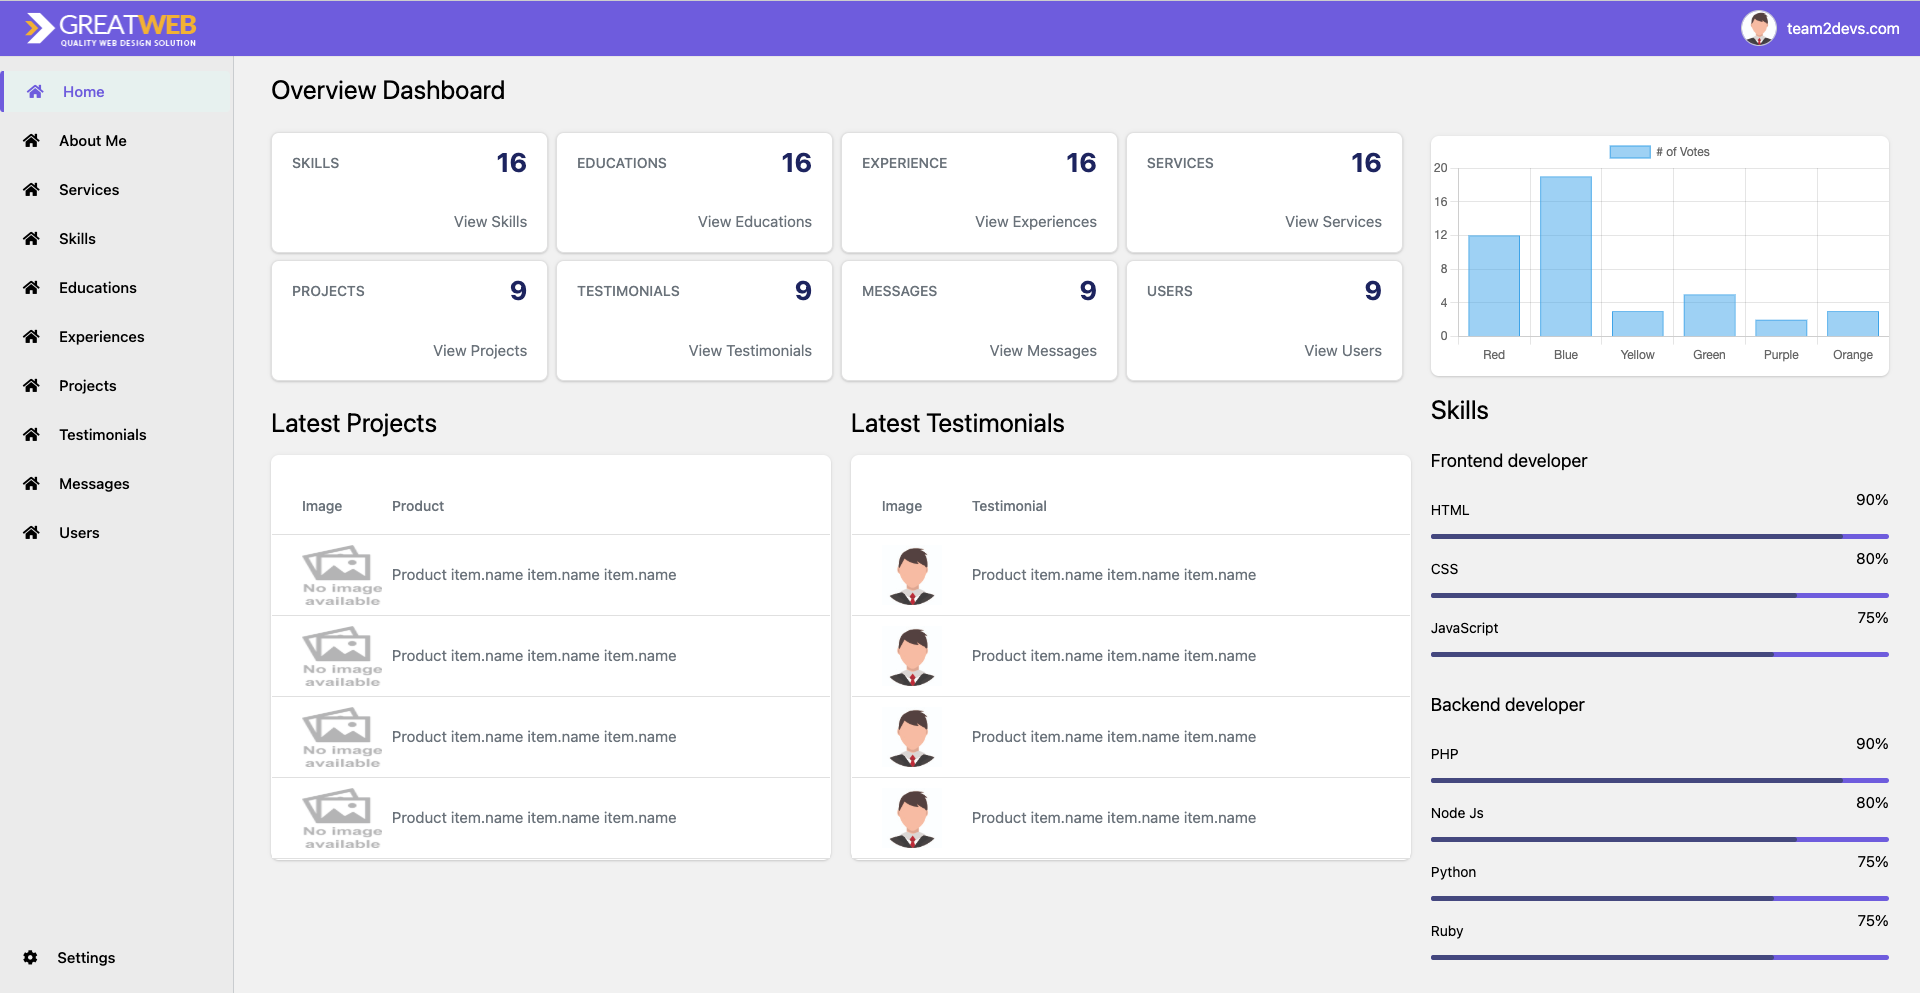 GREATWEB
QUALITY WEB DESIGN SOLUTION
team2devs.com
Home
About Me
Services
Skills
Educations
Experiences
Projects
Testimonials
Messages
Users
Settings
Overview Dashboard
SKILLS 16
View Skills
EDUCATIONS 16
View Educations
EXPERIENCE 16
View Experiences
SERVICES 16
View Services
PROJECTS 9
View Projects
TESTIMONIALS 9
View Testimonials
MESSAGES 9
View Messages
USERS 9
View Users
# of Votes
20
16
12
8
4
0
Red Blue Yellow Green Purple Orange
Latest Projects
Image Product
No image available
Product item.name item.name item.name
No image available
Product item.name item.name item.name
No image available
Product item.name item.name item.name
No image available
Product item.name item.name item.name
Latest Testimonials
Image Testimonial
Product item.name item.name item.name
Product item.name item.name item.name
Product item.name item.name item.name
Product item.name item.name item.name
Skills
Frontend developer
HTML 90%
CSS 80%
JavaScript 75%
Backend developer
PHP 90%
Node Js 80%
Python 75%
Ruby 75%